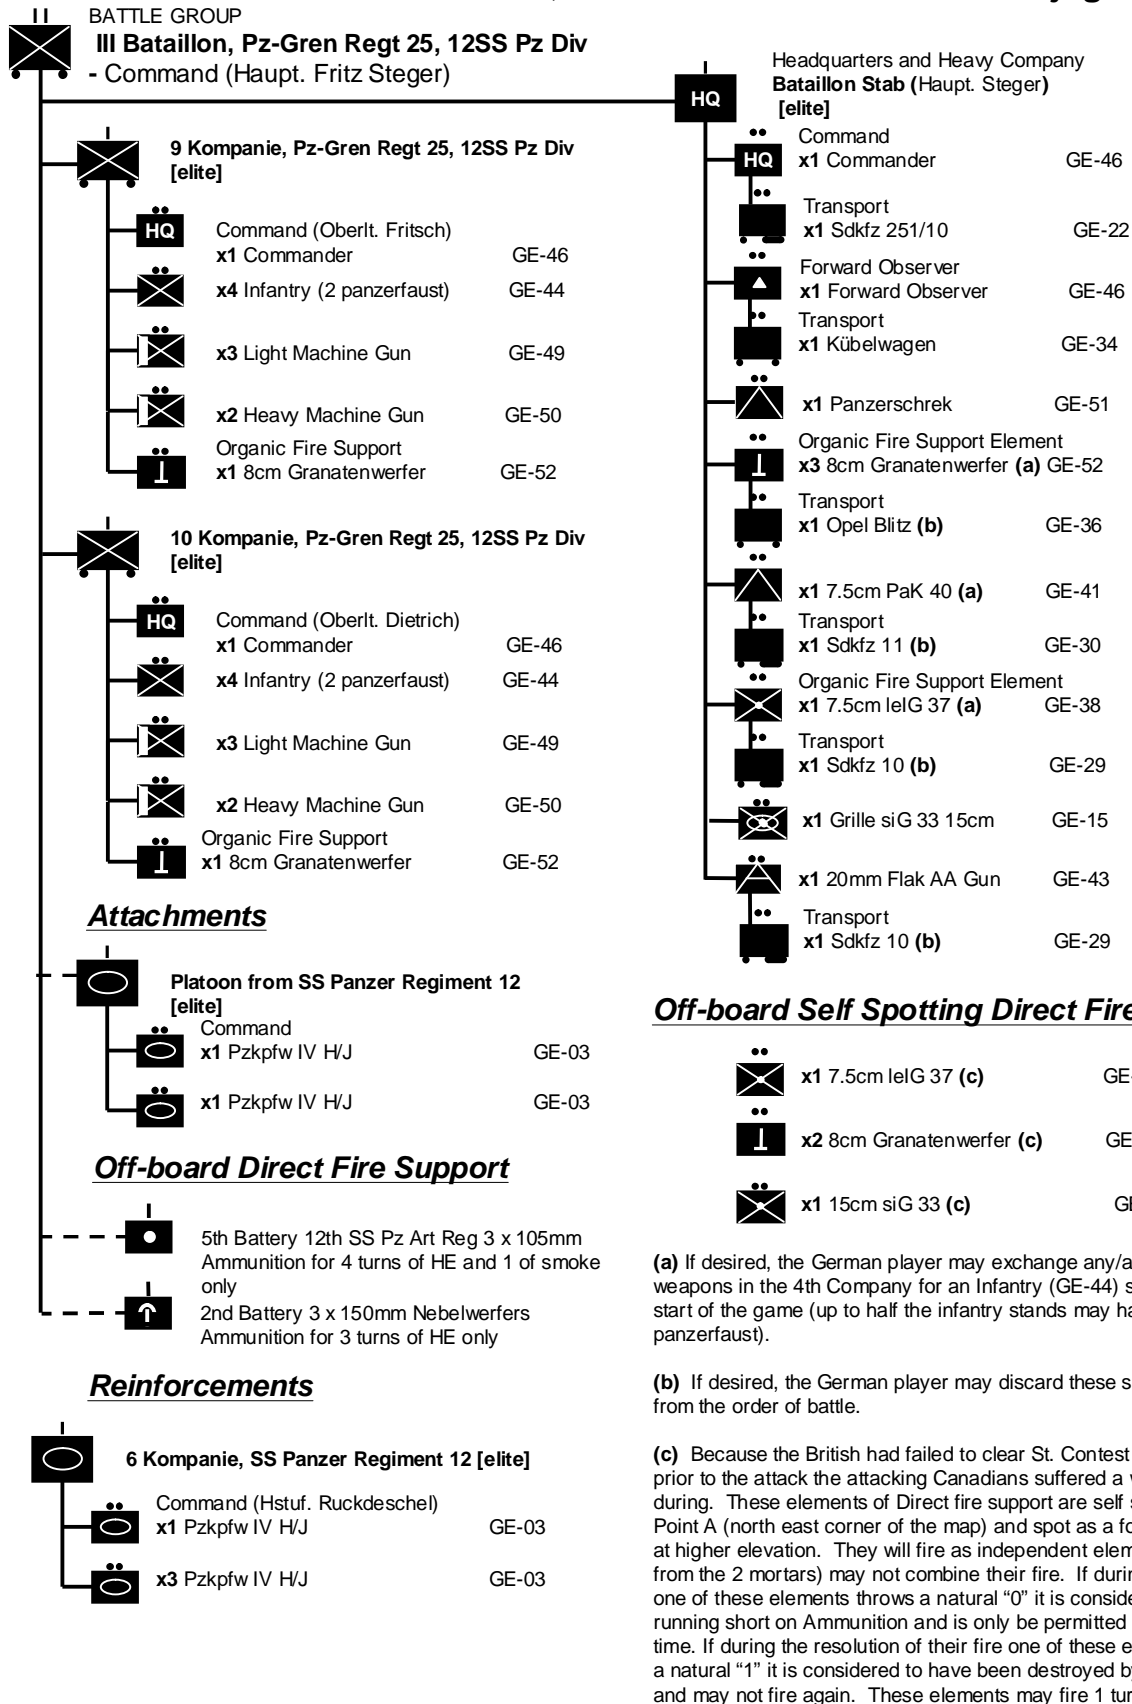 BATTLE GROUP
III Bataillon, Pz-Gren Regt 25, 12SS Pz Div
- Command (Haupt. Fritz Steger)
9 Kompanie, Pz-Gren Regt 25, 12SS Pz Div
[elite]
HQ
Command (Oberlt. Fritsch)
x1 Commander GE-46
x4 Infantry (2 panzerfaust) GE-44
x3 Light Machine Gun GE-49
x2 Heavy Machine Gun GE-50
Organic Fire Support
x1 8cm Granatenwerfer GE-52
10 Kompanie, Pz-Gren Regt 25, 12SS Pz Div
[elite]
HQ
Command (Oberlt. Dietrich)
x1 Commander GE-46
x4 Infantry (2 panzerfaust) GE-44
x3 Light Machine Gun GE-49
x2 Heavy Machine Gun GE-50
Organic Fire Support
x1 8cm Granatenwerfer GE-52
Attachments
Platoon from SS Panzer Regiment 12
[elite]
Command
x1 Pzkpfw IV H/J GE-03
x1 Pzkpfw IV H/J GE-03
Off-board Direct Fire Support
5th Battery 12th SS Pz Art Reg 3 x 105mm
Ammunition for 4 turns of HE and 1 of smoke
only
2nd Battery 3 x 150mm Nebelwerfers
Ammunition for 3 turns of HE only
Reinforcements
6 Kompanie, SS Panzer Regiment 12 [elite]
Command (Hstuf. Ruckdeschel)
x1 Pzkpfw IV H/J GE-03
x3 Pzkpfw IV H/J GE-03
HQ
Headquarters and Heavy Company
Bataillon Stab (Haupt. Steger)
[elite]
HQ
Command
x1 Commander GE-46
Transport
x1 Sdkfz 251/10 GE-22
Forward Observer
x1 Forward Observer GE-46
Transport
x1 Kübelwagen GE-34
x1 Panzerschrek GE-51
Organic Fire Support Element
x3 8cm Granatenwerfer (a) GE-52
Transport
x1 Opel Blitz (b) GE-36
x1 7.5cm PaK 40 (a) GE-41
Transport
x1 Sdkfz 11 (b) GE-30
Organic Fire Support Element
x1 7.5cm leIG 37 (a) GE-38
Transport
x1 Sdkfz 10 (b) GE-29
x1 Grille siG 33 15cm GE-15
x1 20mm Flak AA Gun GE-43
Transport
x1 Sdkfz 10 (b) GE-29
Off-board Self Spotting Direct Fire
x1 7.5cm leIG 37 (c) GE
x2 8cm Granatenwerfer (c) GE
x1 15cm siG 33 (c)
(a) If desired, the German player may exchange any/a
weapons in the 4th Company for an Infantry (GE-44) s
start of the game (up to half the infantry stands may ha
panzerfaust).
(b) If desired, the German player may discard these s
from the order of battle.
(c) Because the British had failed to clear St. Contest
prior to the attack the attacking Canadians suffered a
during. These elements of Direct fire support are self s
Point A (north east corner of the map) and spot as a fo
at higher elevation. They will fire as independent elem
from the 2 mortars) may not combine their fire. If durin
one of these elements throws a natural “0” it is conside
running short on Ammunition and is only be permitted
time. If during the resolution of their fire one of these e
a natural “1” it is considered to have been destroyed by
and may not fire again. These elements may fire 1 tur